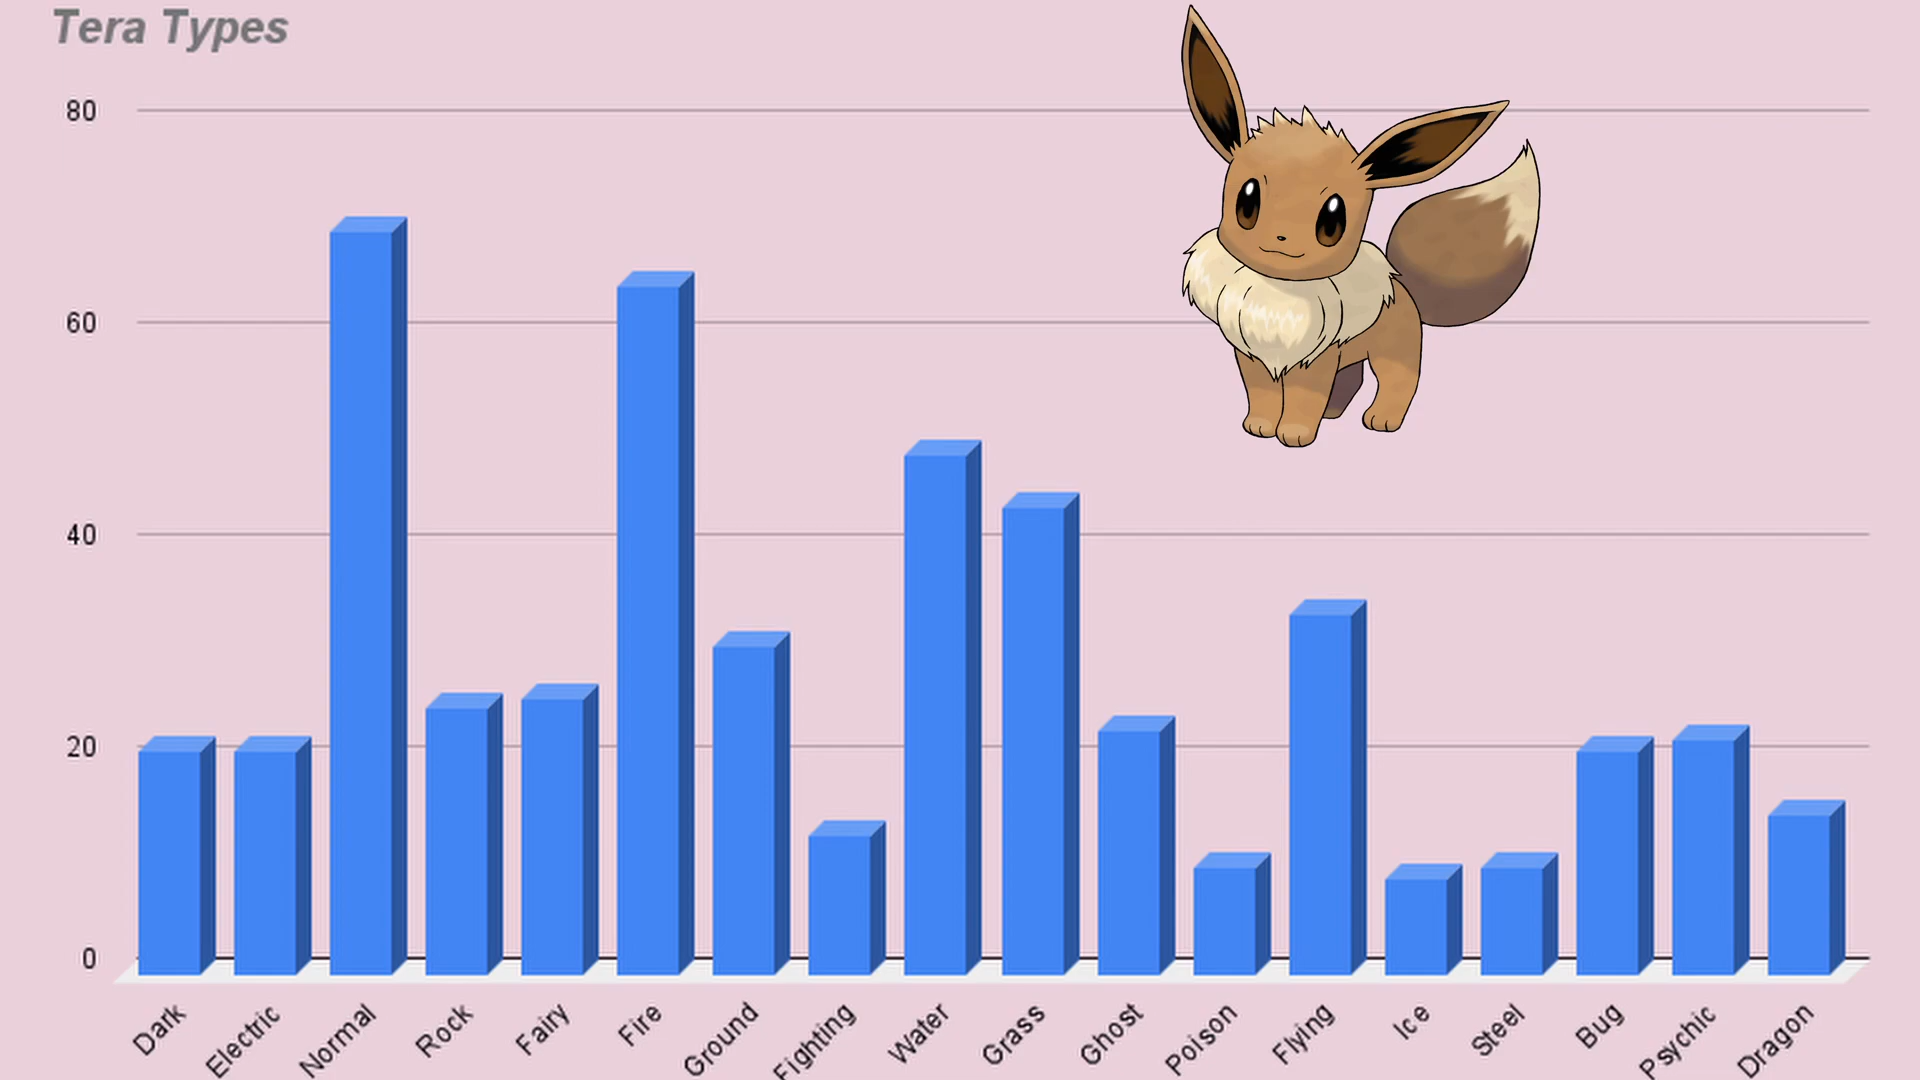 Tera Types
80
60
40
20
0
Dark
Electric
Normal
Rock
Fairy
Fire
Ground
Fighting
Water
Grass
Ghost
Poison
Flying
Ice
Steel
Bug
Psychic
Dragon